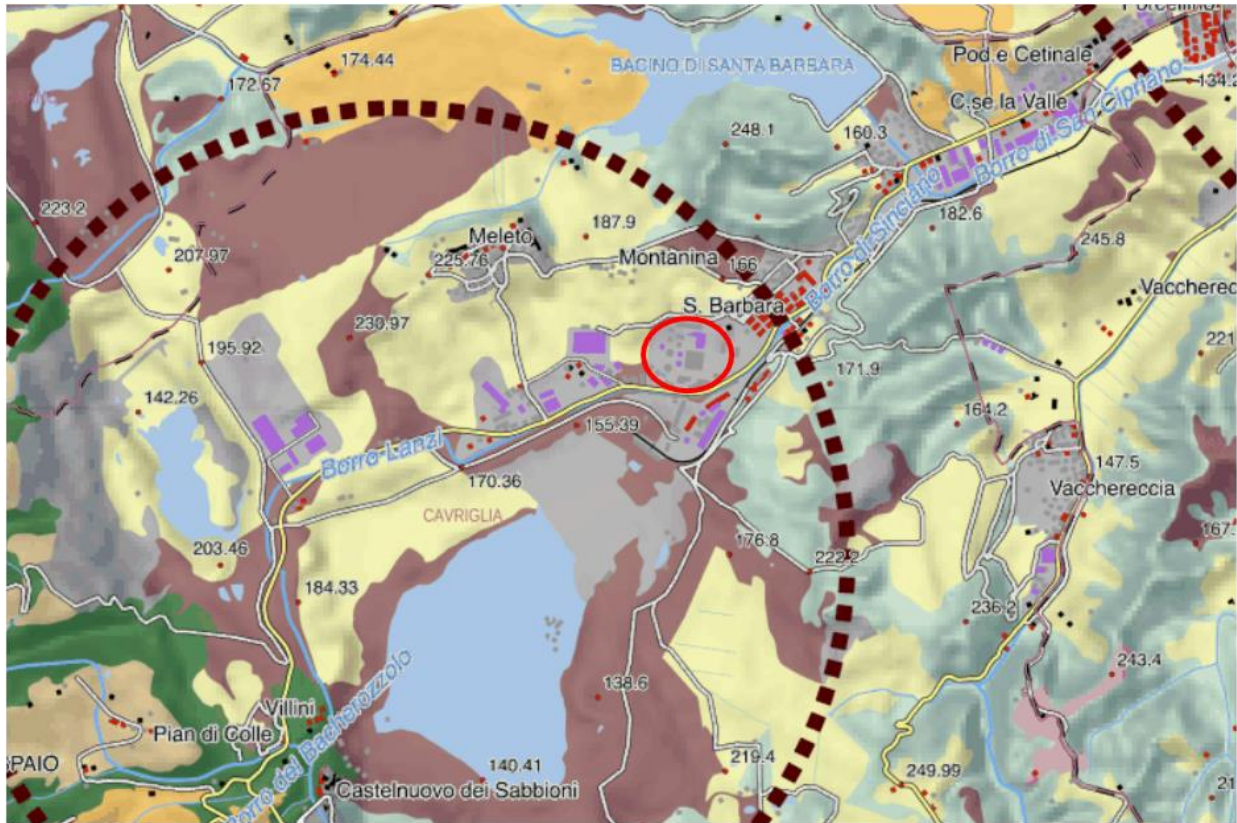 174.44
Pod.e Cetinale
BACINO DI SANTA BARBARA
172.67
134.2
C.se la Valle
Borro di San Cipriano
248.1
160.3
223.2
187.9
182.6
Meleto
245.8
207.97
225.76
Montanina
166
Borro di Sinciano
S. Barbara
230.97
195.92
221
171.9
142.26
164.2
155.39
Borro Lanzi
147.5
170.36
Vacchereccia
CAVRIGLIA
167.
176.8
203.46
222.2
184.33
236.2
243.4
138.6
Villini
Pian di Colle
Borro del Bacherozzolo
219.4
140.41
249.99
Castelnuovo dei Sabbioni
21